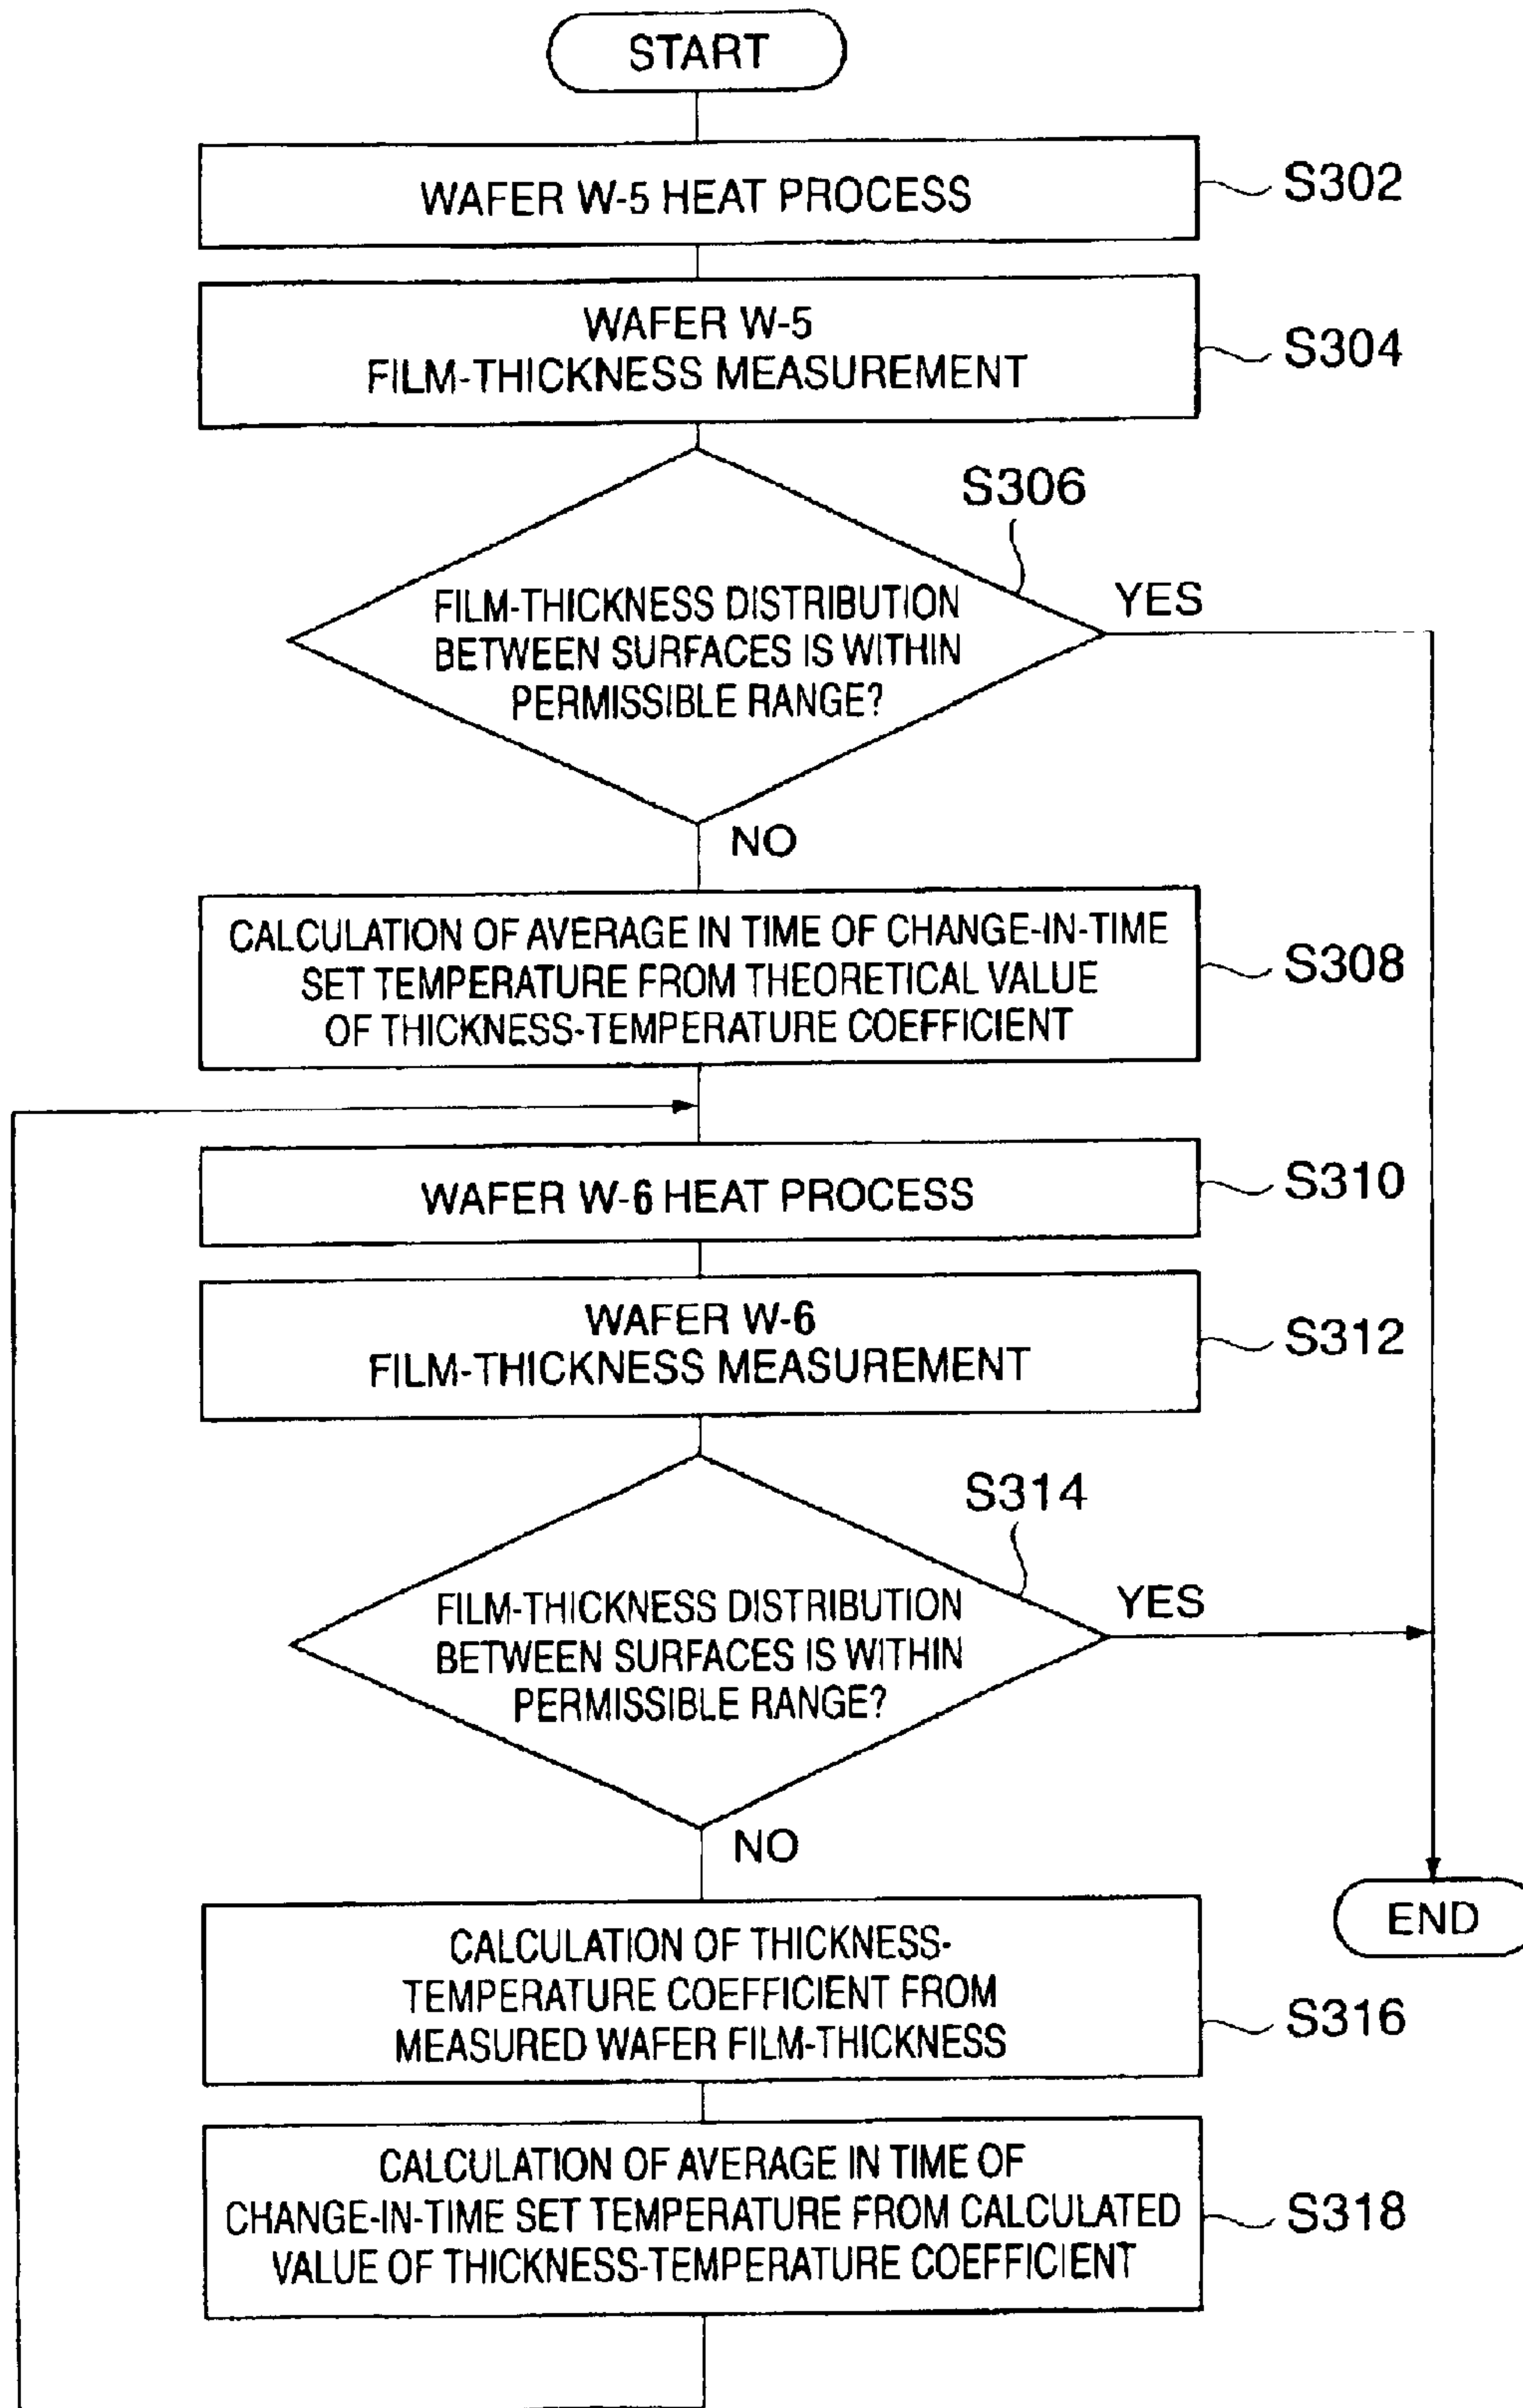 START
WAFER W-5 HEAT PROCESS
S302
WAFER W-5
FILM-THICKNESS MEASUREMENT
S304
S306
FILM-THICKNESS DISTRIBUTION
BETWEEN SURFACES IS WITHIN
PERMISSIBLE RANGE?
YES
NO
CALCULATION OF AVERAGE IN TIME OF CHANGE-IN-TIME
SET TEMPERATURE FROM THEORETICAL VALUE
OF THICKNESS-TEMPERATURE COEFFICIENT
S308
WAFER W-6 HEAT PROCESS
S310
WAFER W-6
FILM-THICKNESS MEASUREMENT
S312
S314
FILM-THICKNESS DISTRIBUTION
BETWEEN SURFACES IS WITHIN
PERMISSIBLE RANGE?
YES
NO
END
CALCULATION OF THICKNESS-
TEMPERATURE COEFFICIENT FROM
MEASURED WAFER FILM-THICKNESS
S316
CALCULATION OF AVERAGE IN TIME OF
CHANGE-IN-TIME SET TEMPERATURE FROM CALCULATED
VALUE OF THICKNESS-TEMPERATURE COEFFICIENT
S318